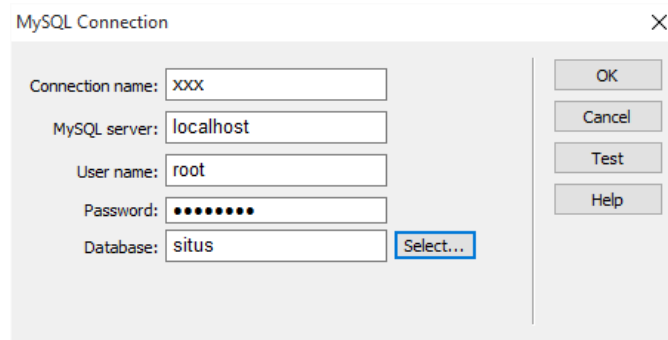 MySQL Connection
Connection name: xxx
OK
MySQL server: localhost
Cancel
User name: root
Test
Password: ●●●●●●●●
Help
Database: situs
Select...